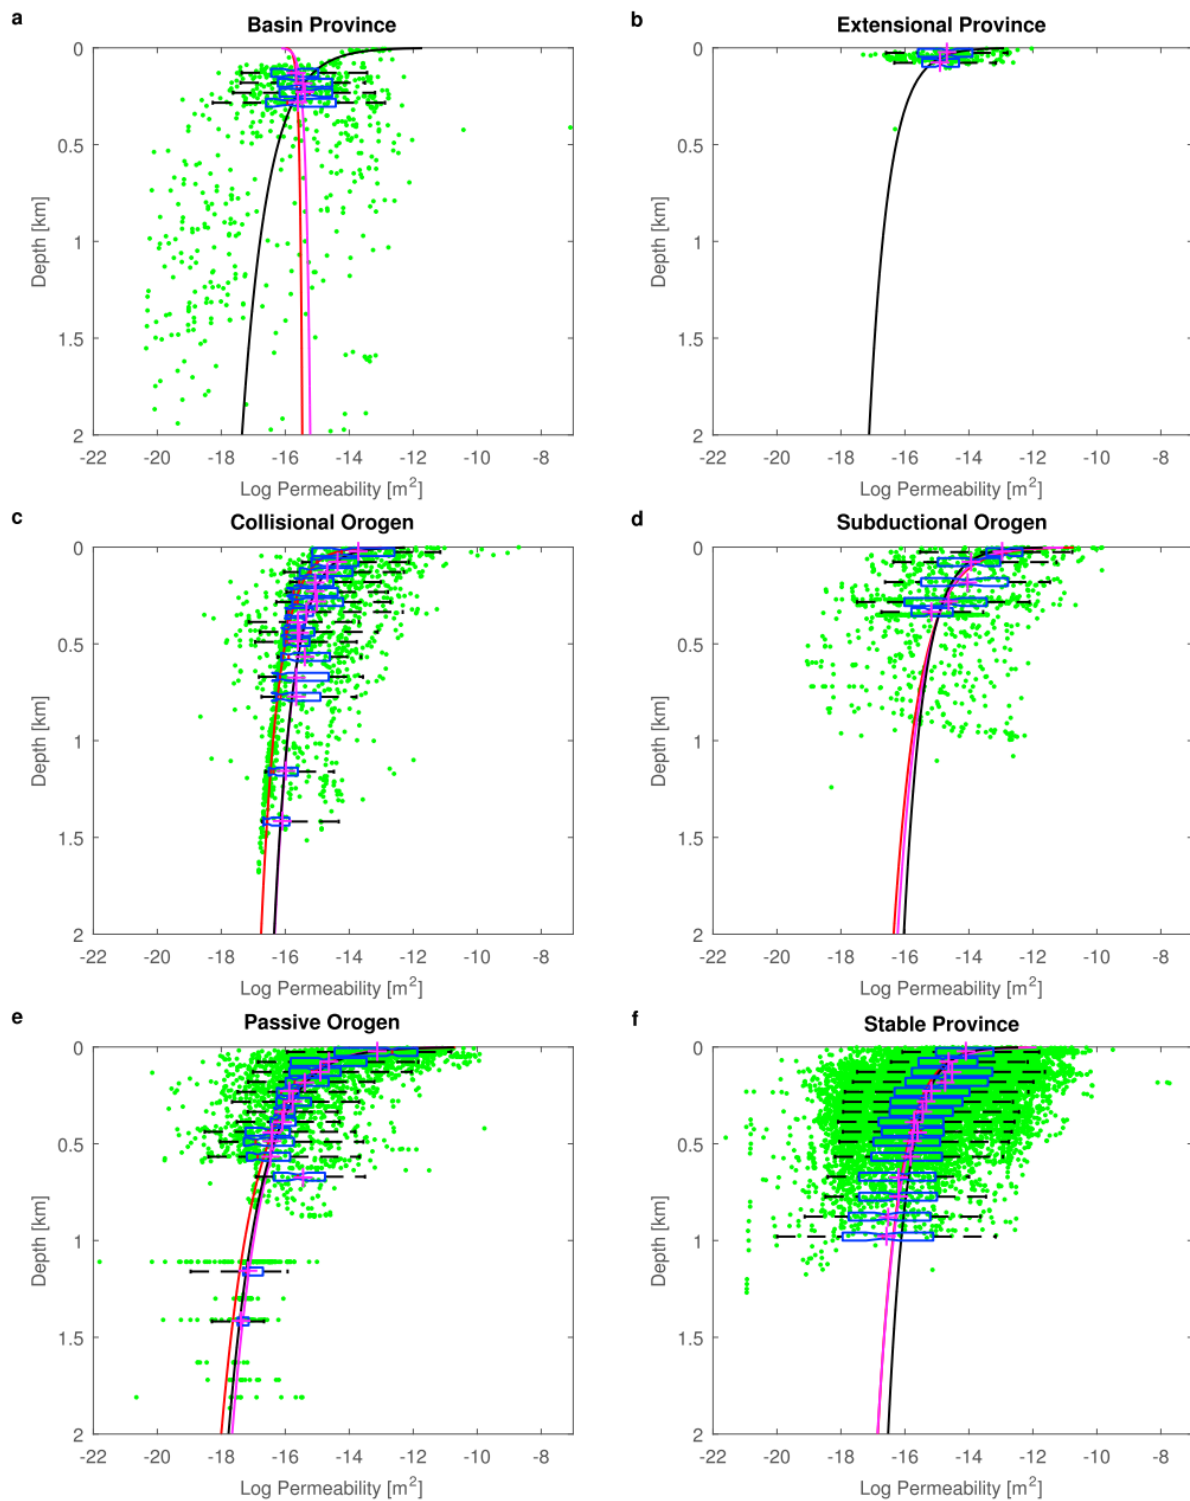 a
Basin Province
0
0.5
1
1.5
2
Depth [km]
-22 -20 -18 -16 -14 -12 -10 -8
Log Permeability [m²]
b
Extensional Province
0
0.5
1
1.5
2
Depth [km]
-22 -20 -18 -16 -14 -12 -10 -8
Log Permeability [m²]
c
Collisional Orogen
0
0.5
1
1.5
2
Depth [km]
-22 -20 -18 -16 -14 -12 -10 -8
Log Permeability [m²]
d
Subductional Orogen
0
0.5
1
1.5
2
Depth [km]
-22 -20 -18 -16 -14 -12 -10 -8
Log Permeability [m²]
e
Passive Orogen
0
0.5
1
1.5
2
Depth [km]
-22 -20 -18 -16 -14 -12 -10 -8
Log Permeability [m²]
f
Stable Province
0
0.5
1
1.5
2
Depth [km]
-22 -20 -18 -16 -14 -12 -10 -8
Log Permeability [m²]